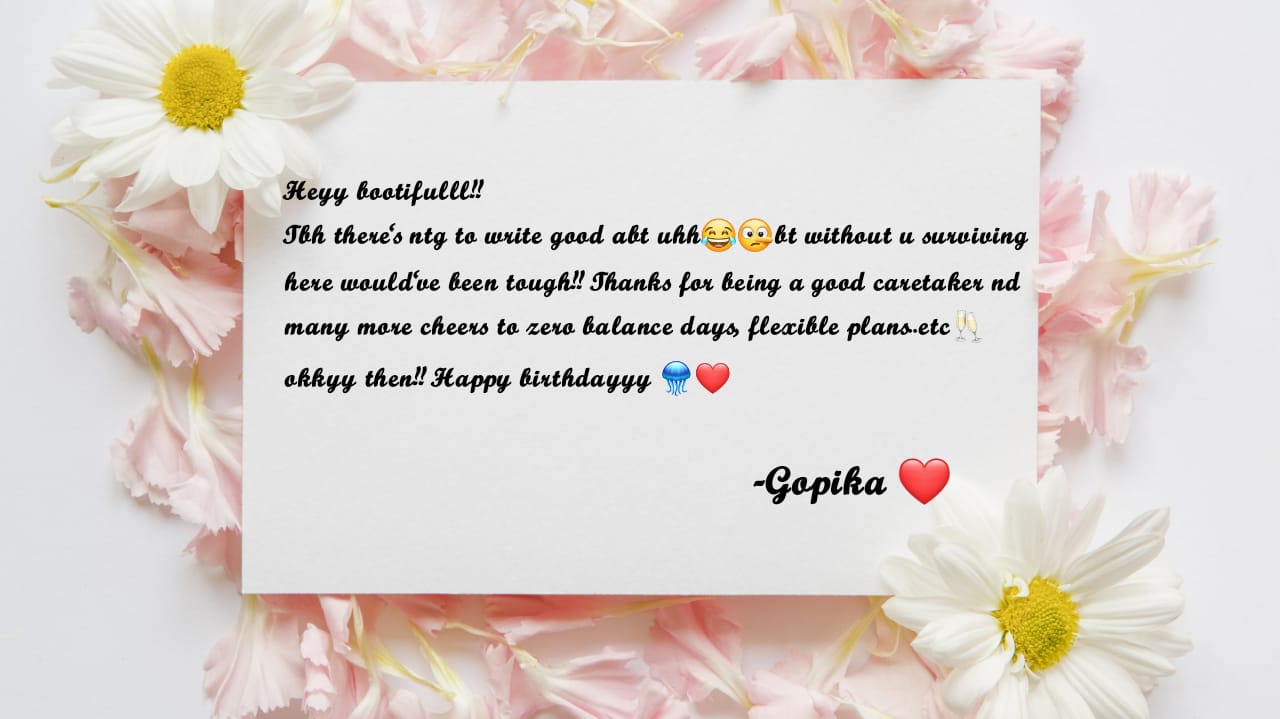 Heyy bootifulll!!
Tbh there's ntg to write good abt uhh😂🤥bt without u surviving
here would've been tough!! Thanks for being a good caretaker nd
many more cheers to zero balance days, flexible plans.etc🥂
okkyy then!! Happy birthdayyy 🪼❤️
-Gopika ❤️